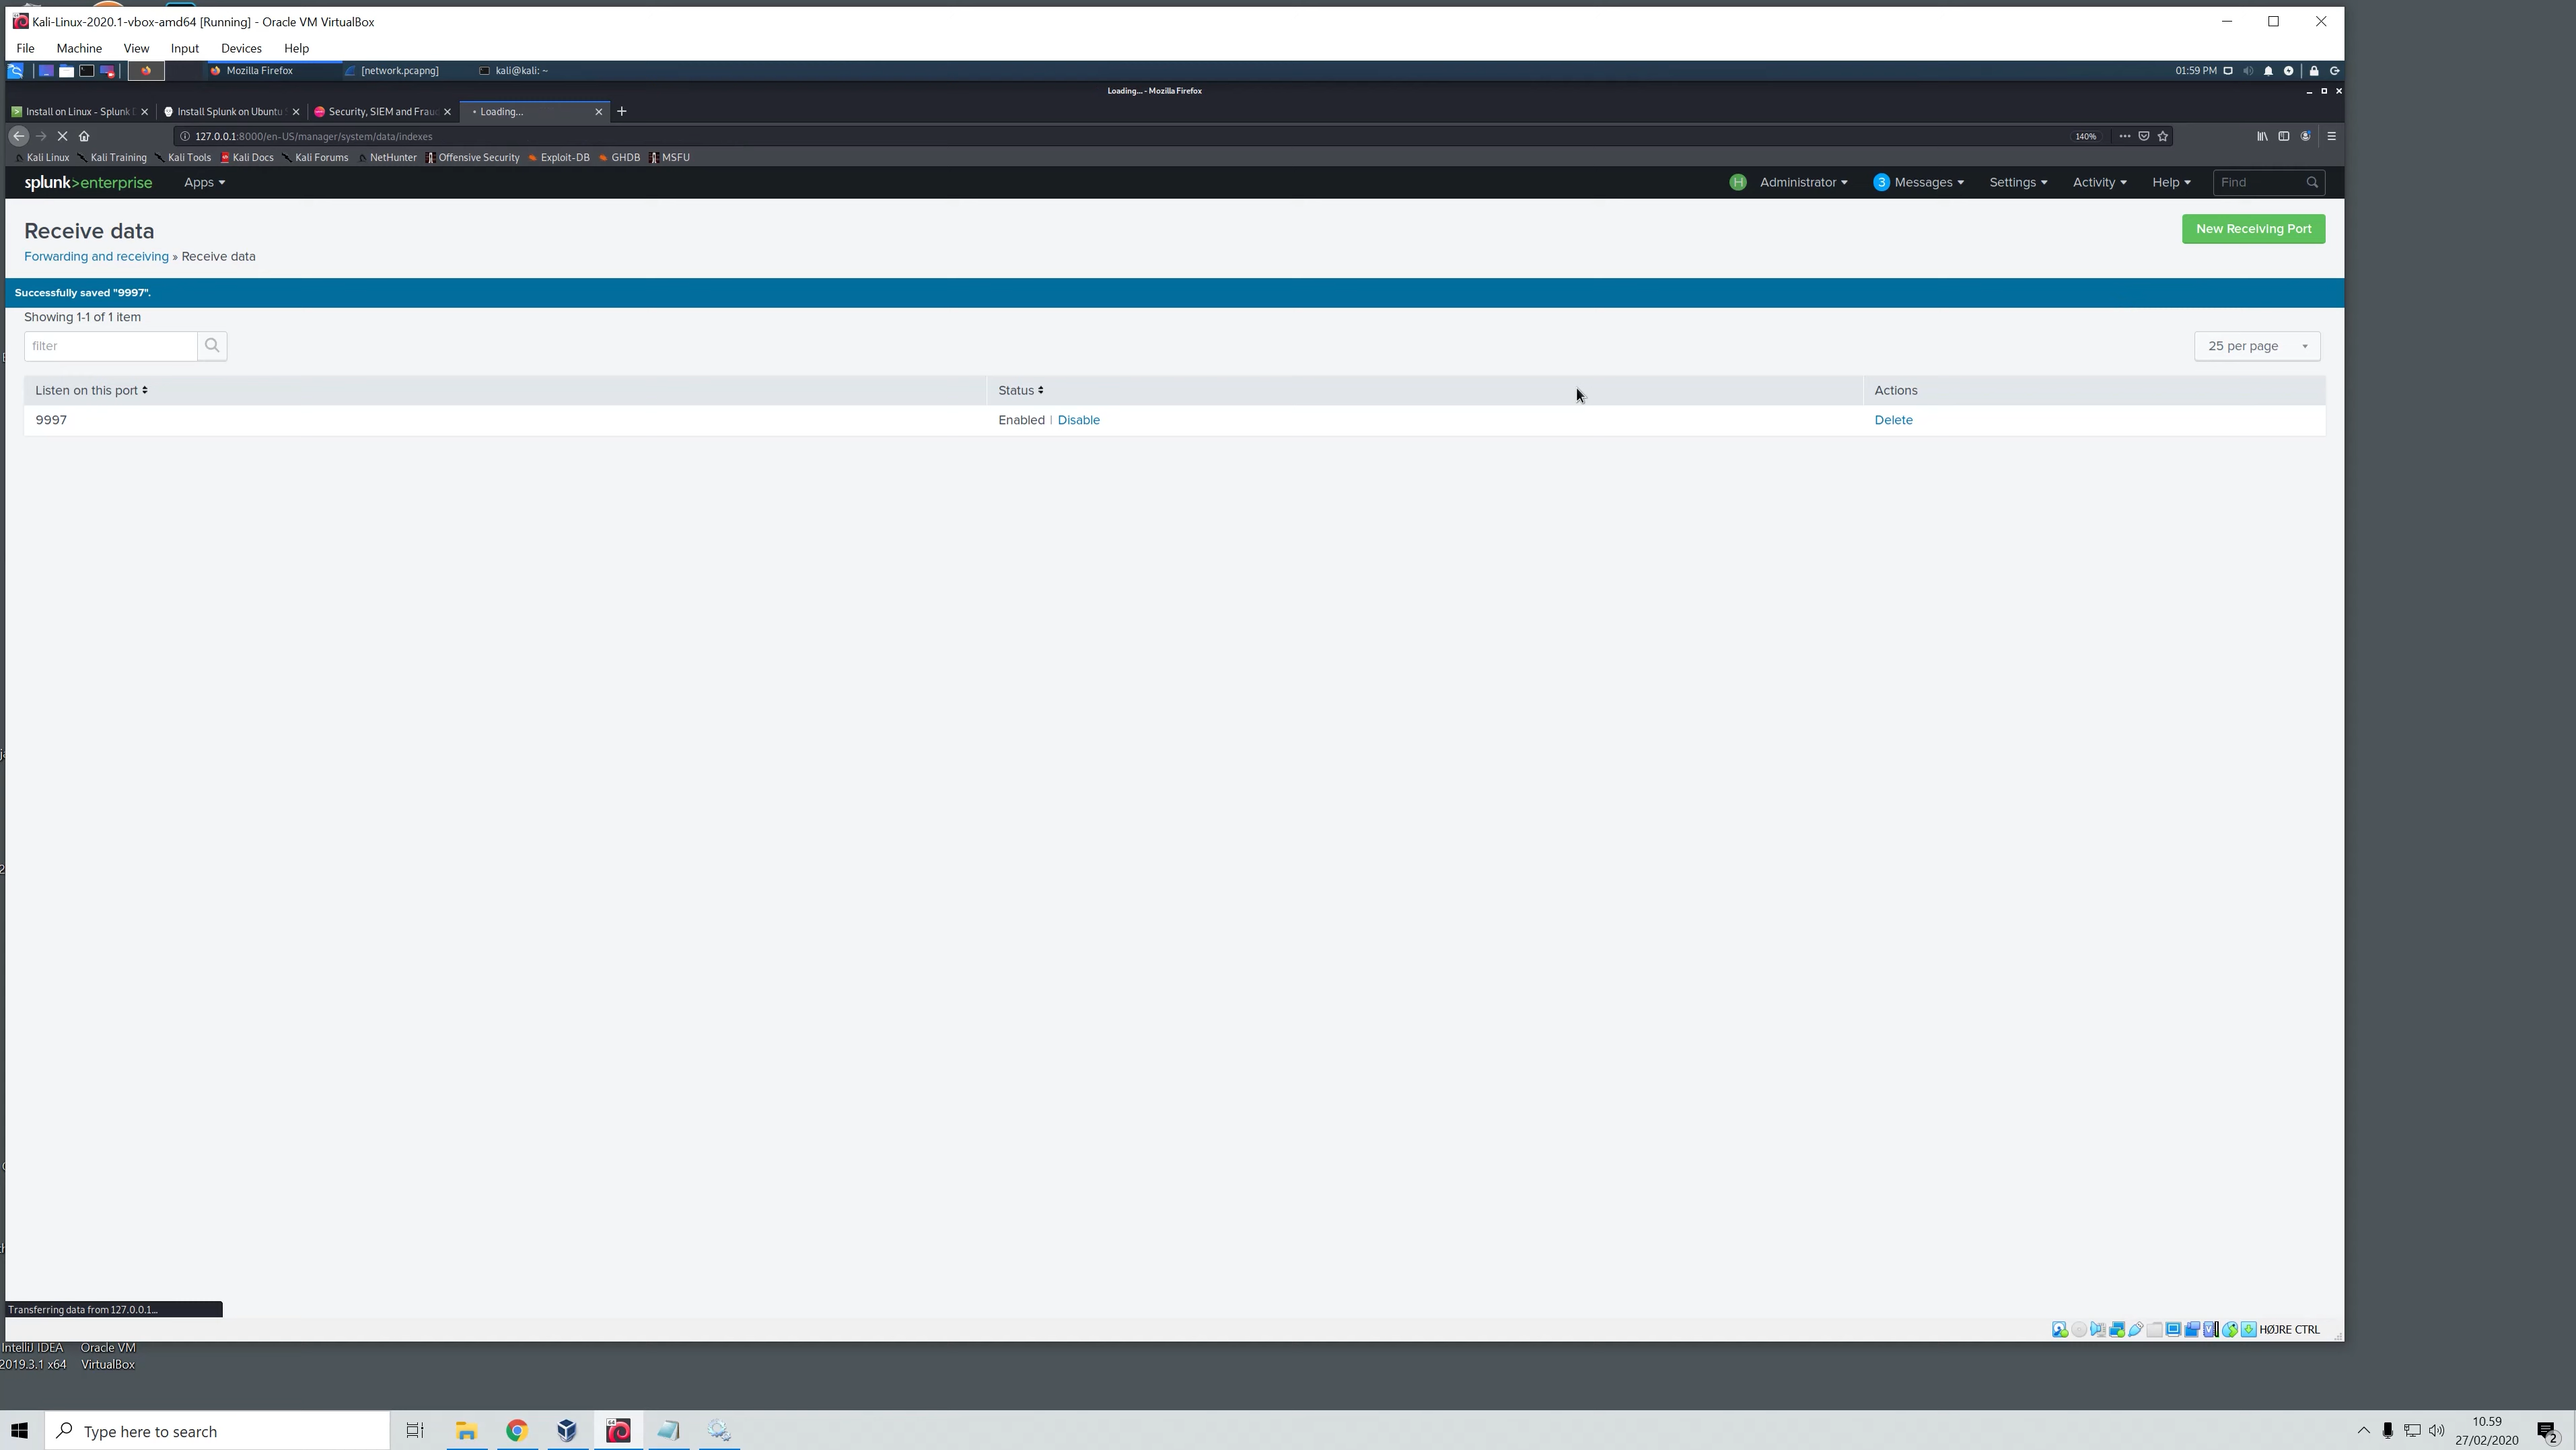 Kali-Linux-2020.1-vbox-amd64 [Running] - Oracle VM VirtualBox
File Machine View Input Devices Help
Mozilla Firefox [network.pcapng] kali@kali: ~ 01:59 PM
Loading... - Mozilla Firefox
Install on Linux - Splunk Install Splunk on Ubuntu Security, SIEM and Frau Loading...
127.0.0.1:8000/en-US/manager/system/data/indexes 140%
Kali Linux Kali Training Kali Tools Kali Docs Kali Forums NetHunter Offensive Security Exploit-DB GHDB MSFU
splunk>enterprise Apps H Administrator 3 Messages Settings Activity Help Find
Receive data New Receiving Port
Forwarding and receiving » Receive data
Successfully saved "9997".
Showing 1-1 of 1 item
filter 25 per page
Listen on this port Status Actions
9997 Enabled | Disable Delete
Transferring data from 127.0.0.1...
HØJRE CTRL
IntelliJ IDEA Oracle VM
2019.3.1 x64 VirtualBox
Type here to search 10.59
27/02/2020 2